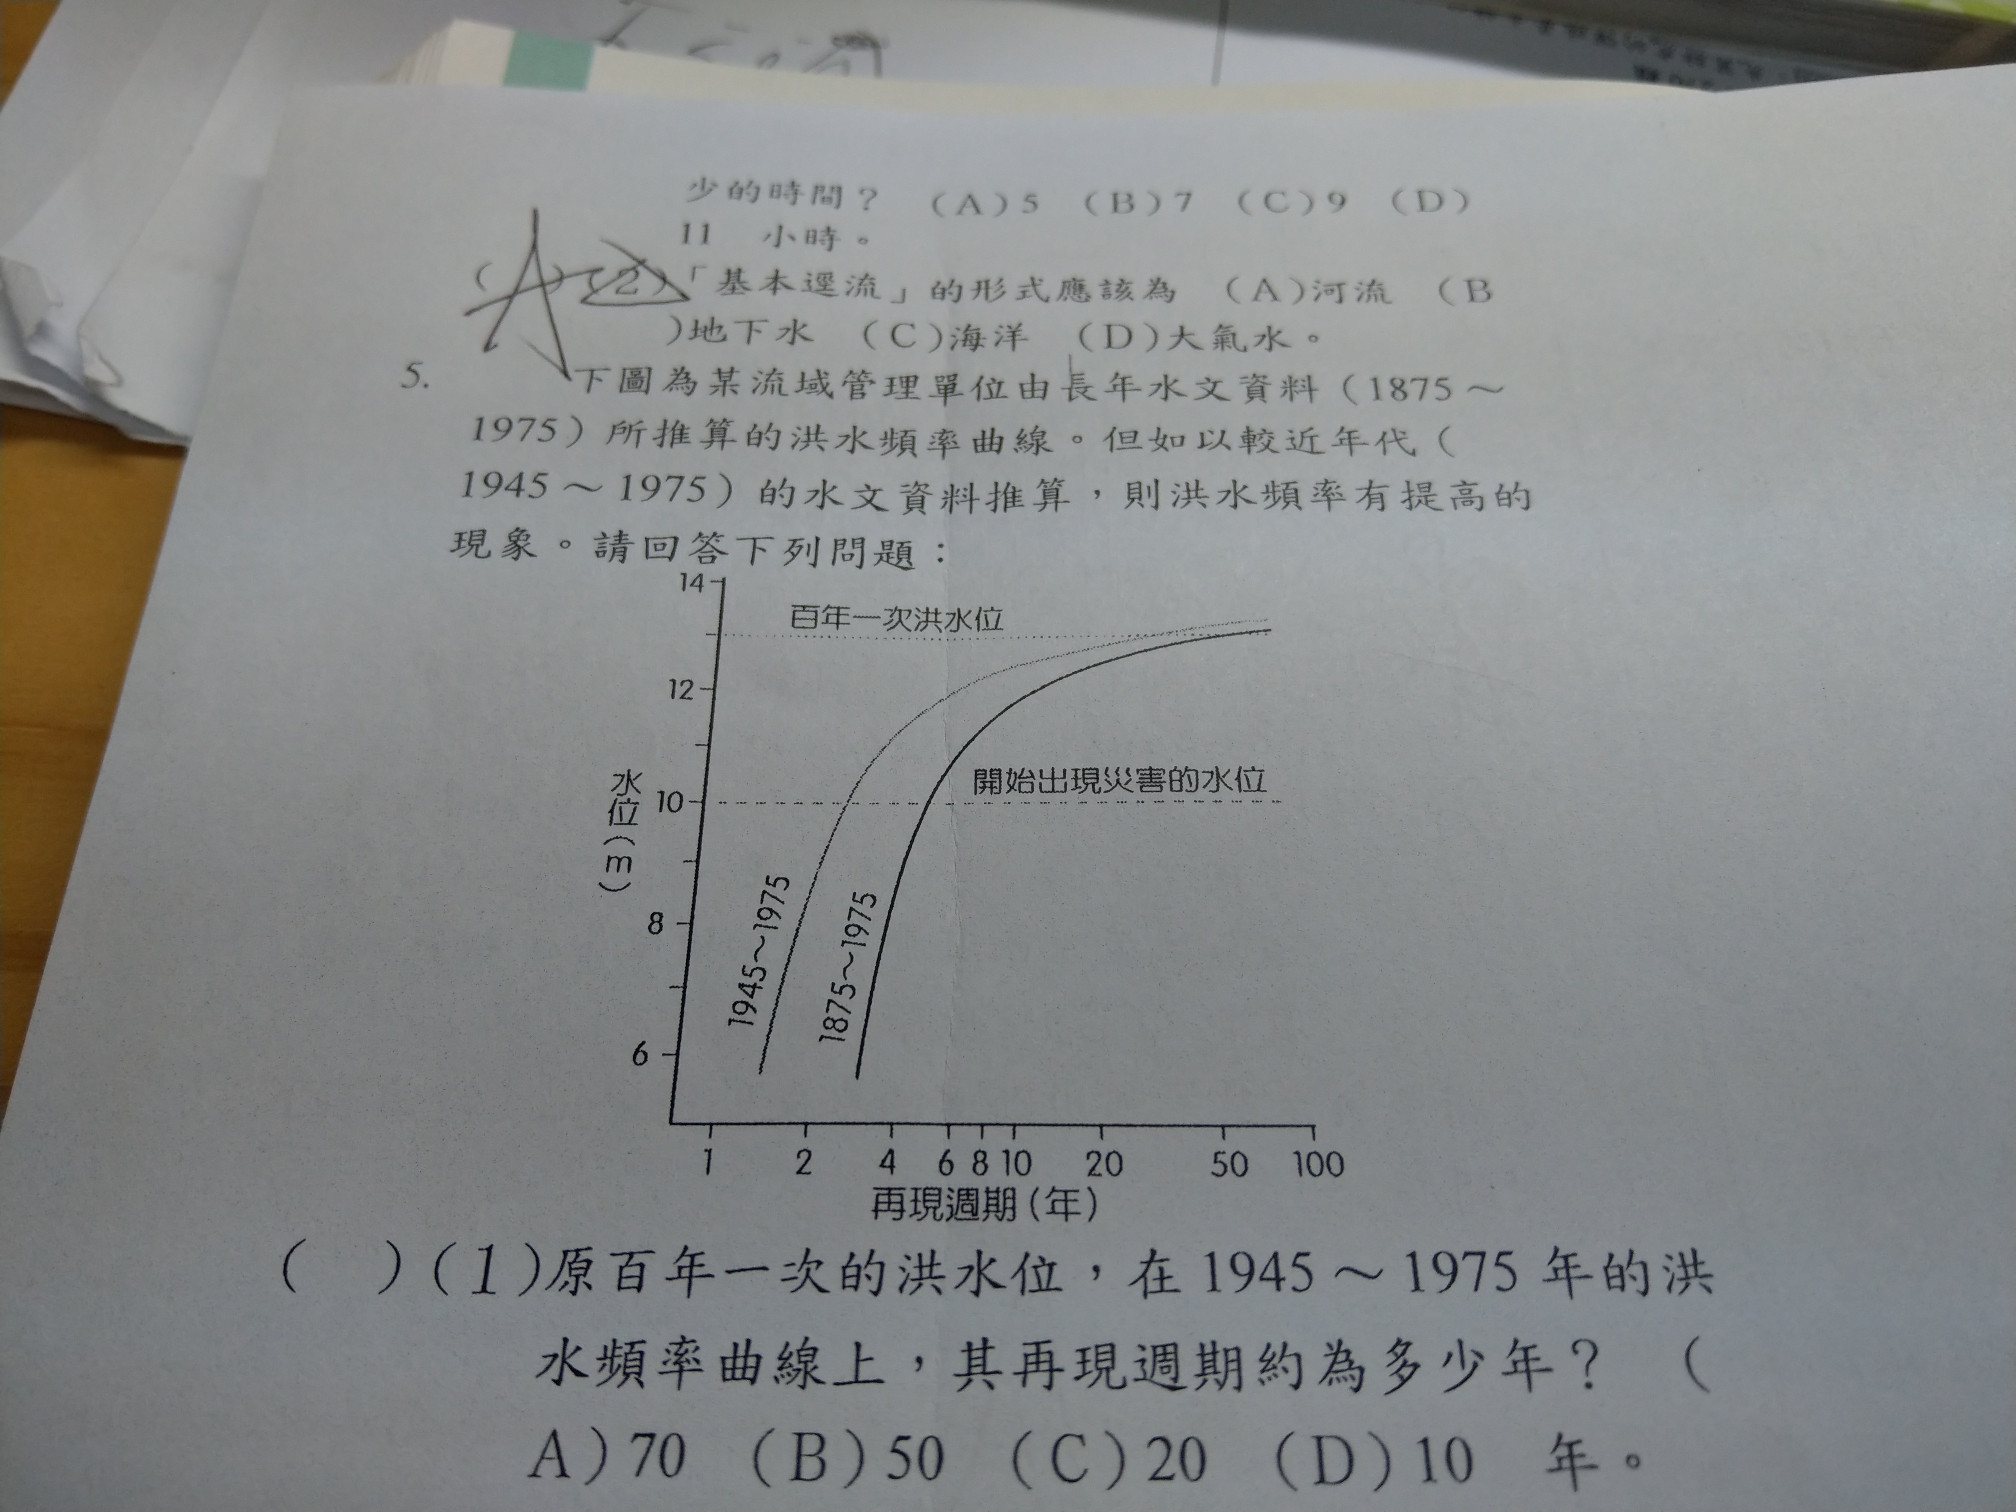 少的時間? (A)5 (B)7 (C)9 (D)
11 小時。
( )(2)「基本逕流」的形式應該為 (A)河流 (B
)地下水 (C)海洋 (D)大氣水。
5. 下圖為某流域管理單位由長年水文資料(1875～
1975)所推算的洪水頻率曲線。但如以較近年代(
1945～1975)的水文資料推算,則洪水頻率有提高的
現象。請回答下列問題:
14
百年一次洪水位
12
開始出現災害的水位
10
水位(m)
8
1945～1975
1875～1975
6
1 2 4 6 8 10 20 50 100
再現週期(年)
( )(1)原百年一次的洪水位,在1945～1975年的洪
水頻率曲線上,其再現週期約為多少年? (
A)70 (B)50 (C)20 (D)10 年。